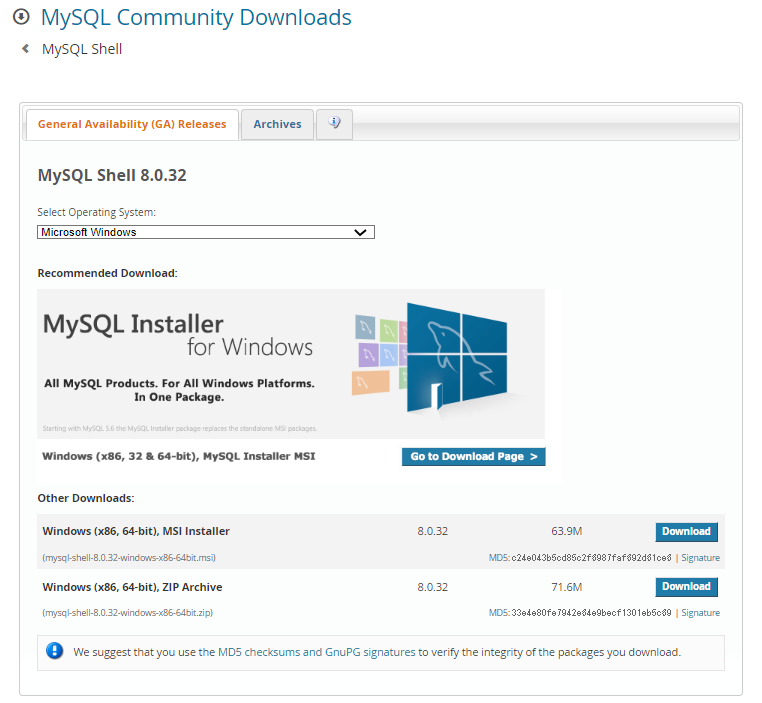 MySQL Community Downloads
MySQL Shell
General Availability (GA) Releases
Archives
MySQL Shell 8.0.32
Select Operating System:
Microsoft Windows
Recommended Download:
MySQL Installer
for Windows
All MySQL Products. For All Windows Platforms.
In One Package.
Starting with MySQL 5.6 the MySQL Installer package replaces the standalone MSI packages.
Windows (x86, 32 & 64-bit), MySQL Installer MSI
Go to Download Page >
Other Downloads:
Windows (x86, 64-bit), MSI Installer 8.0.32 63.9M Download
(mysql-shell-8.0.32-windows-x86-64bit.msi) MD5: c24e043b5cd85c2f6987faf692d61ce6 | Signature
Windows (x86, 64-bit), ZIP Archive 8.0.32 71.6M Download
(mysql-shell-8.0.32-windows-x86-64bit.zip) MD5: 33e4e80fe7942e64e9becf1301eb5c69 | Signature
We suggest that you use the MD5 checksums and GnuPG signatures to verify the integrity of the packages you download.